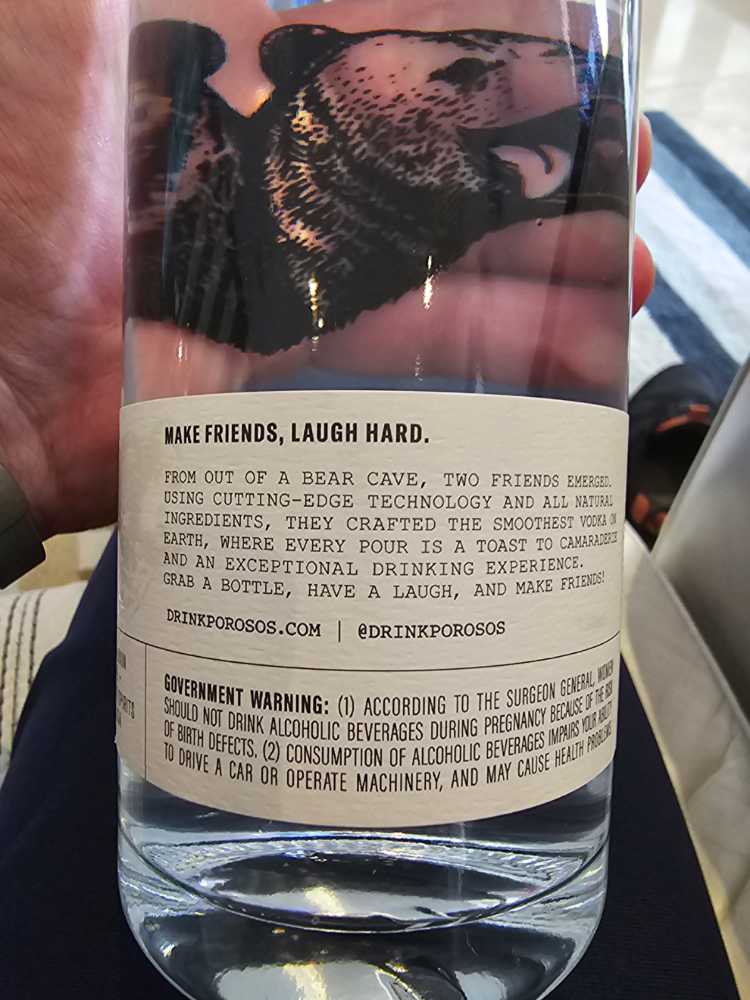 MAKE FRIENDS, LAUGH HARD.
FROM OUT OF A BEAR CAVE, TWO FRIENDS EMERGED.
USING CUTTING-EDGE TECHNOLOGY AND ALL NATURAL
INGREDIENTS, THEY CRAFTED THE SMOOTHEST VODKA ON
EARTH, WHERE EVERY POUR IS A TOAST TO CAMARADERIE
AND AN EXCEPTIONAL DRINKING EXPERIENCE.
GRAB A BOTTLE, HAVE A LAUGH, AND MAKE FRIENDS!
DRINKPOROSOS.COM | @DRINKPOROSOS
GOVERNMENT WARNING: (1) ACCORDING TO THE SURGEON GENERAL, WOMEN
SHOULD NOT DRINK ALCOHOLIC BEVERAGES DURING PREGNANCY BECAUSE OF THE RISK
OF BIRTH DEFECTS. (2) CONSUMPTION OF ALCOHOLIC BEVERAGES IMPAIRS YOUR ABILITY
TO DRIVE A CAR OR OPERATE MACHINERY, AND MAY CAUSE HEALTH PROBLEMS